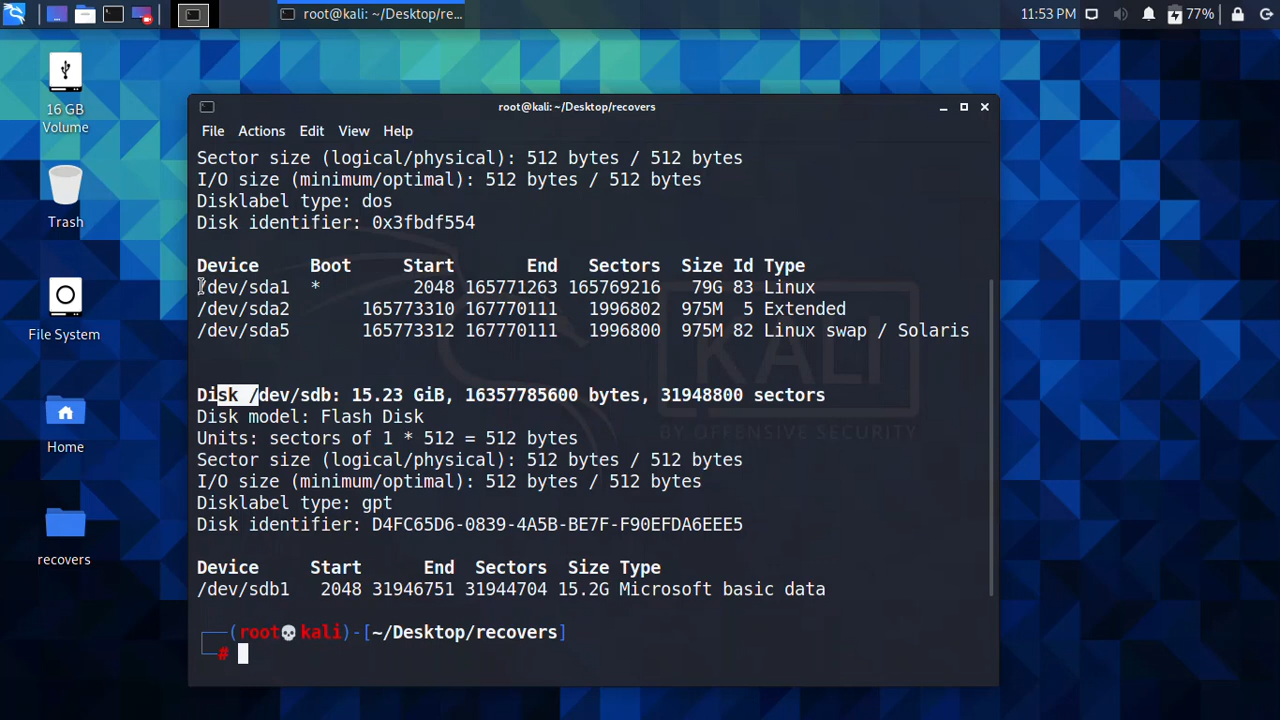 root@kali: ~/Desktop/re...
11:53 PM
77%
16 GB
Volume
Trash
File System
Home
recovers
root@kali: ~/Desktop/recovers
File Actions Edit View Help
Sector size (logical/physical): 512 bytes / 512 bytes
I/O size (minimum/optimal): 512 bytes / 512 bytes
Disklabel type: dos
Disk identifier: 0x3fbdf554
Device Boot Start End Sectors Size Id Type
/dev/sda1 * 2048 165771263 165769216 79G 83 Linux
/dev/sda2 165773310 167770111 1996802 975M 5 Extended
/dev/sda5 165773312 167770111 1996800 975M 82 Linux swap / Solaris
Disk /dev/sdb: 15.23 GiB, 16357785600 bytes, 31948800 sectors
Disk model: Flash Disk
Units: sectors of 1 * 512 = 512 bytes
Sector size (logical/physical): 512 bytes / 512 bytes
I/O size (minimum/optimal): 512 bytes / 512 bytes
Disklabel type: gpt
Disk identifier: D4FC65D6-0839-4A5B-BE7F-F90EFDA6EEE5
Device Start End Sectors Size Type
/dev/sdb1 2048 31946751 31944704 15.2G Microsoft basic data
(root💀kali)-[~/Desktop/recovers]
#
KALI
BY OFFENSIVE SECURITY